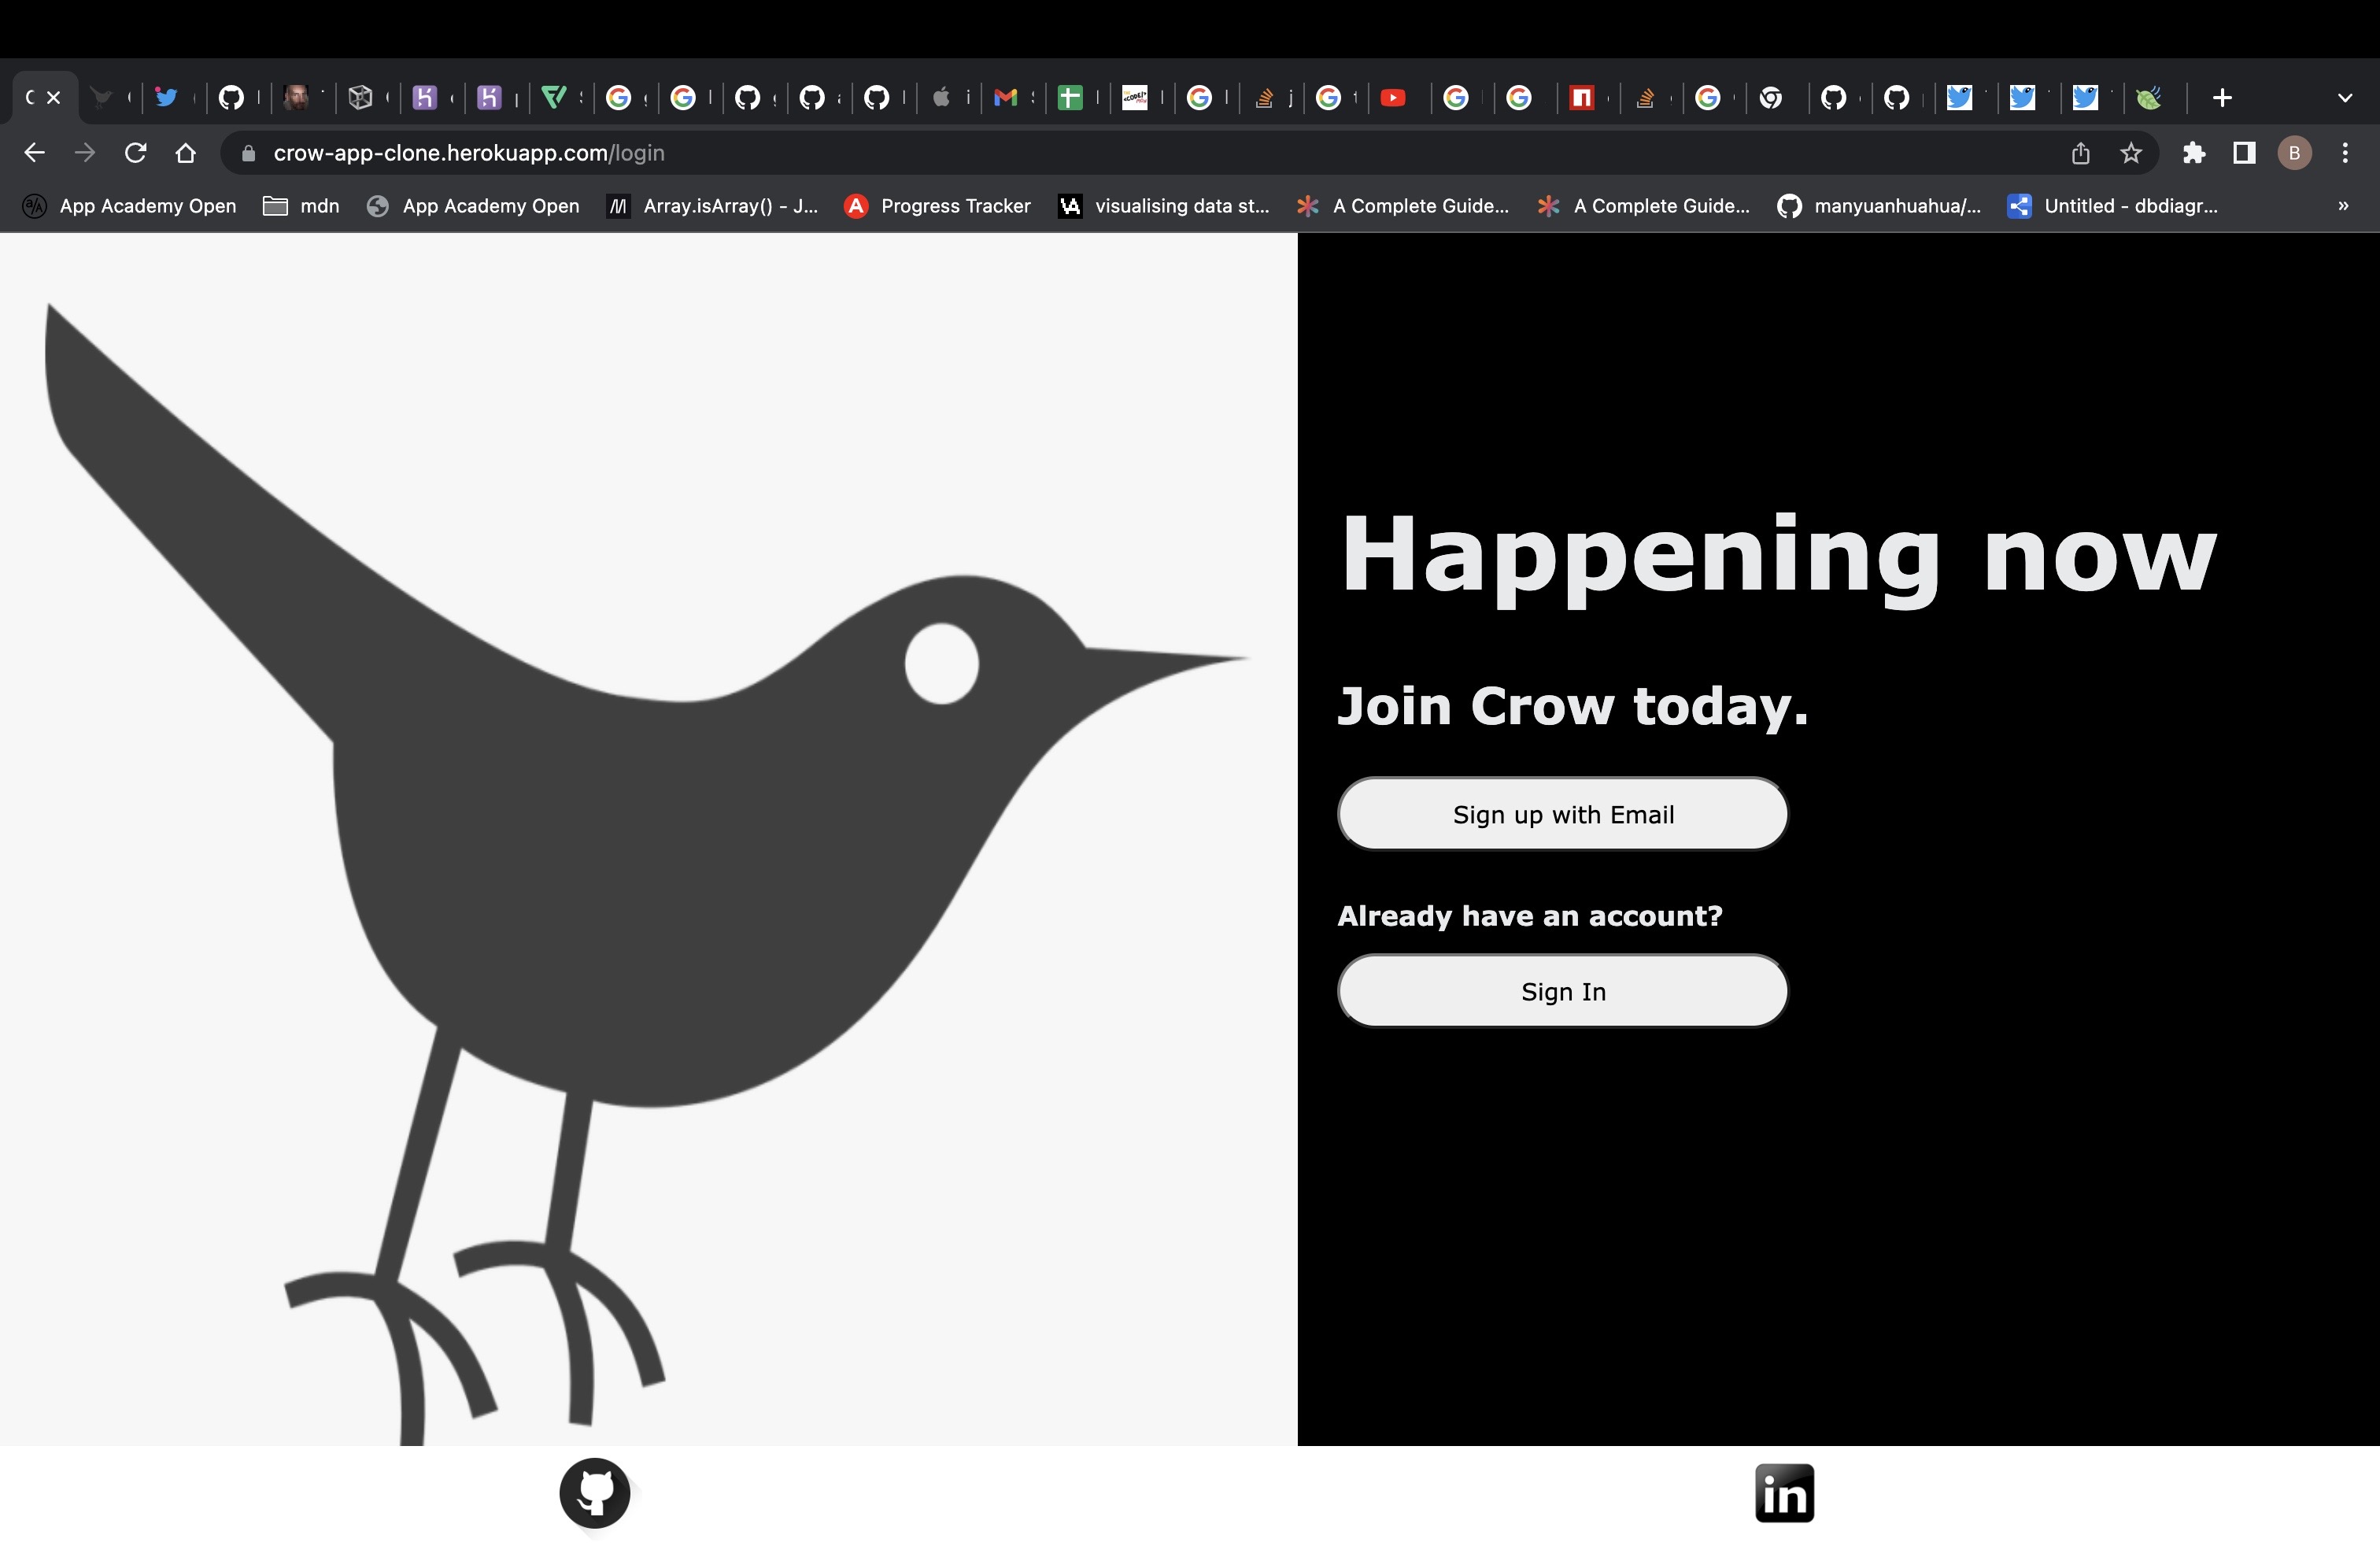 crow-app-clone.herokuapp.com/login
B
App Academy Open
mdn
App Academy Open
Array.isArray() - J...
Progress Tracker
visualising data st...
A Complete Guide...
A Complete Guide...
manyuanhuahua/...
Untitled - dbdiagr...
»
Happening now
Join Crow today.
Sign up with Email
Already have an account?
Sign In
in